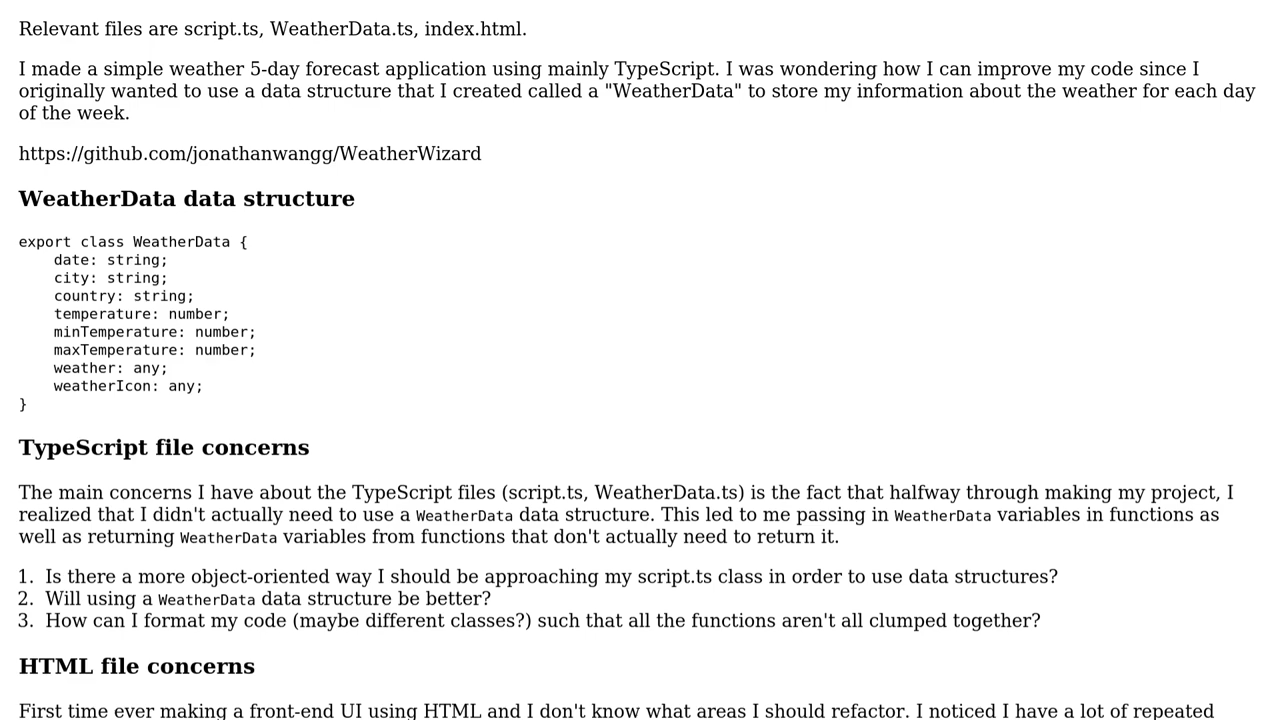 Relevant files are script.ts, WeatherData.ts, index.html.
I made a simple weather 5-day forecast application using mainly TypeScript. I was wondering how I can improve my code since I
originally wanted to use a data structure that I created called a "WeatherData" to store my information about the weather for each day
of the week.
https://github.com/jonathanwangg/WeatherWizard
WeatherData data structure
export class WeatherData {
    date: string;
    city: string;
    country: string;
    temperature: number;
    minTemperature: number;
    maxTemperature: number;
    weather: any;
    weatherIcon: any;
}
TypeScript file concerns
The main concerns I have about the TypeScript files (script.ts, WeatherData.ts) is the fact that halfway through making my project, I
realized that I didn't actually need to use a WeatherData data structure. This led to me passing in WeatherData variables in functions as
well as returning WeatherData variables from functions that don't actually need to return it.
1. Is there a more object-oriented way I should be approaching my script.ts class in order to use data structures?
2. Will using a WeatherData data structure be better?
3. How can I format my code (maybe different classes?) such that all the functions aren't all clumped together?
HTML file concerns
First time ever making a front-end UI using HTML and I don't know what areas I should refactor. I noticed I have a lot of repeated